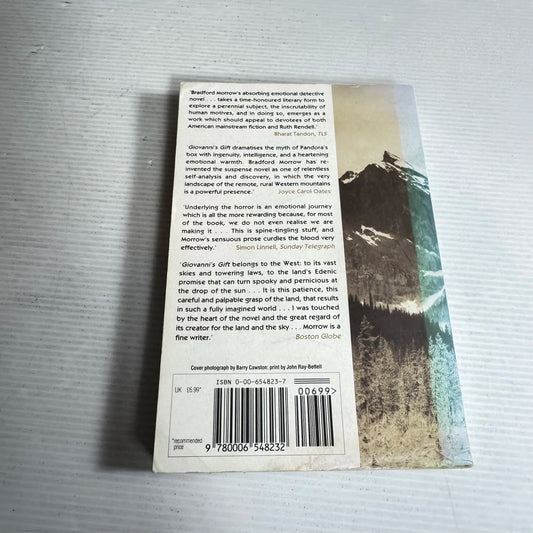 'Bradford Morrow's absorbing emotional detective
novel . . . takes a time-honoured literary form to
explore a perennial subject, the inscrutability of
human motives, and in doing so, emerges as a
work which should appeal to devotees of both
American mainstream fiction and Ruth Rendell.'
Bharat Tandon, TLS
'Giovanni's Gift dramatises the myth of Pandora's
box with ingenuity, intelligence, and a heartening
emotional warmth. Bradford Morrow has re-
invented the suspense novel as one of relentless
self-analysis and discovery, in which the very
landscape of the remote, rural Western mountains
is a powerful presence.' Joyce Carol Oates
'Underlying the horror is an emotional journey
which is all the more rewarding because, for most
of the book, we do not even realise we are
making it . . . This is spine-tingling stuff, and
Morrow's sensuous prose curdles the blood very
effectively.' Simon Linnell, Sunday Telegraph
'Giovanni's Gift belongs to the West: to its vast
skies and towering laws, to the land's Edenic
promise that can turn spooky and pernicious at
the drop of the sun . . . It is this patience, this
careful and palpable grasp of the land, that results
in such a fully imagined world . . . I was touched
by the heart of the novel and the great regard of
its creator for the land and the sky . . . Morrow is a
fine writer.' Boston Globe
Cover photograph by Barry Cawston; print by John Ray-Bettell
UK £6.99*
ISBN 0-00-654823-7
00699>
*recommended
price
9 780006 548232